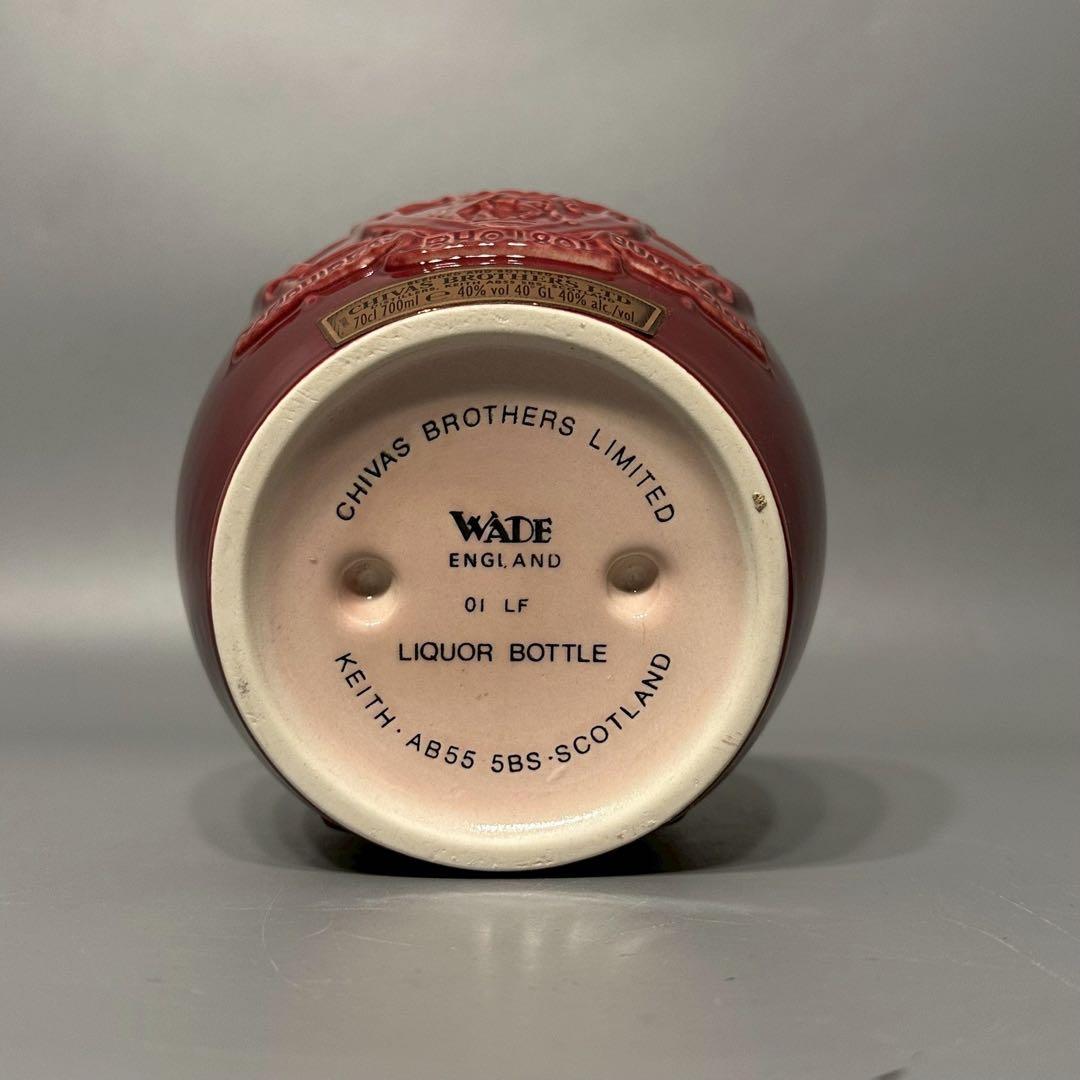 CHIVAS BROTHERS LTD
70cl 700ml e 40% vol 40° GL 40% alc./vol.
CHIVAS BROTHERS LIMITED
WADE
ENGLAND
01 LF
LIQUOR BOTTLE
KEITH · AB55 5BS · SCOTLAND